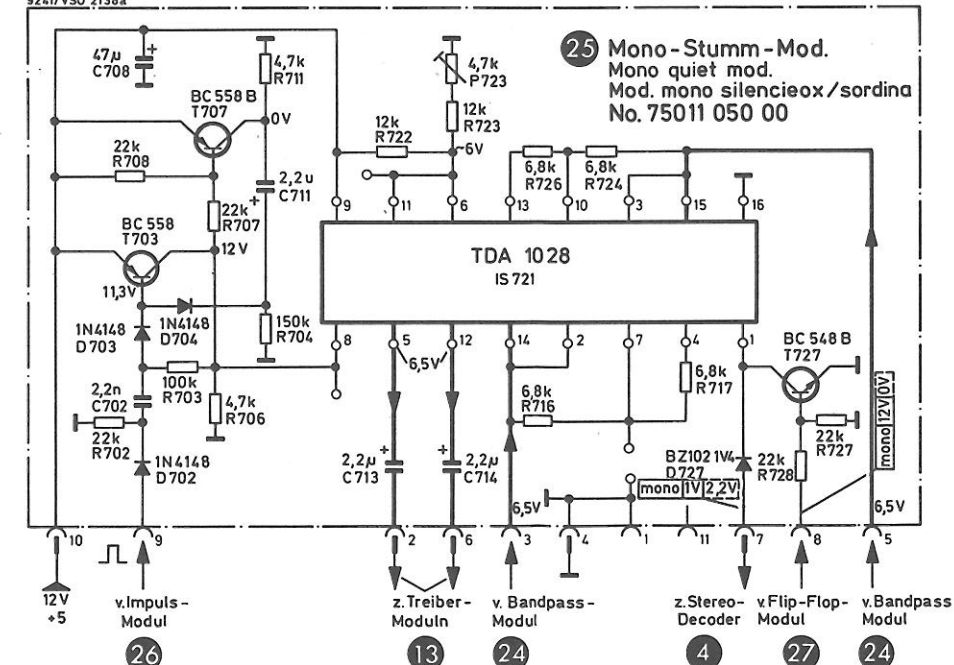 92417VSU 2138a
25 Mono-Stumm-Mod.
Mono quiet mod.
Mod. mono silencieox/sordina
No. 75011 050 00
47µ
C708
+
4,7k
R711
4,7k
P723
BC 558 B
T707
0V
12k
R722
12k
R723
~6V
22k
R708
2,2u
C711
+
6,8k
R726
6,8k
R724
22k
R707
9
11
6
13
10
3
15
16
BC 558
T703
12V
TDA 1028
IS 721
11,3V
1N4148
D703
1N4148
D704
150k
R704
8
5
12
14
2
7
4
1
6,5V
BC 548 B
T727
100k
R703
2,2n
C702
4,7k
R706
6,8k
R716
6,8k
R717
22k
R702
1N4148
D702
+
2,2µ
C713
+
2,2µ
C714
BZ102 1V4
D727
22k
R728
22k
R727
mono 12V 0V
mono 1V 2,2V
6,5V
6,5V
10
9
2
6
3
4
1
11
7
8
5
12V
+5
v.Impuls-
Modul
z.Treiber-
Moduln
v. Bandpass-
Modul
z.Stereo-
Decoder
v.Flip-Flop-
Modul
v.Bandpass
Modul
26
13
24
4
27
24